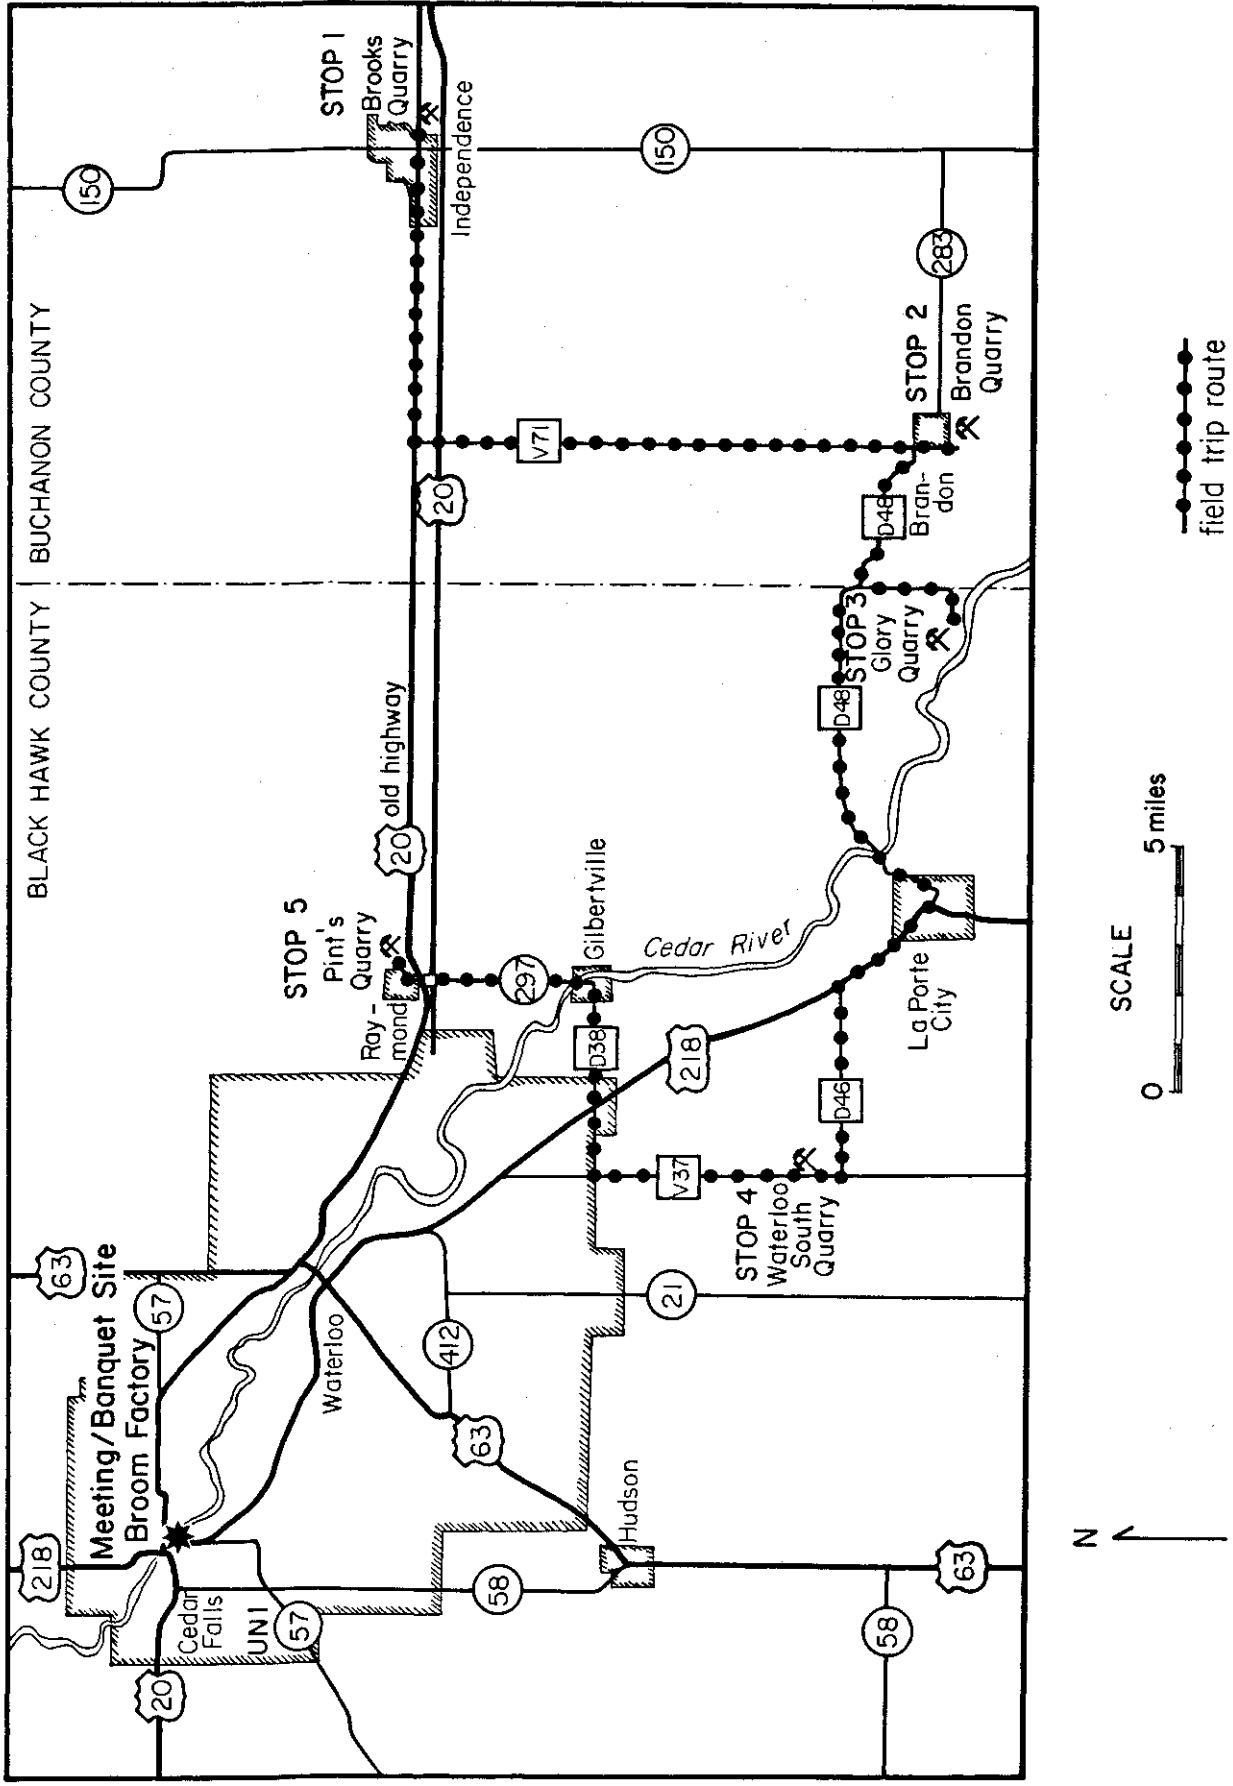 BLACK HAWK COUNTY
BUCHANON COUNTY
218
Meeting/Banquet Site
Broom Factory
63
57
150
20
Cedar
Falls
UNI
57
Waterloo
STOP 5
Pint's
Quarry
Ray-
mond
20
old highway
20
STOP 1
Brooks
Quarry
Independence
412
63
58
Hudson
21
297
Gilbertville
D38
V37
218
Cedar River
V71
150
STOP 4
Waterloo
South
Quarry
D46
La Porte
City
D48
STOP 3
Glory
Quarry
D48
Bran-
don
STOP 2
Brandon
Quarry
283
58
63
N
SCALE
0
5 miles
field trip route